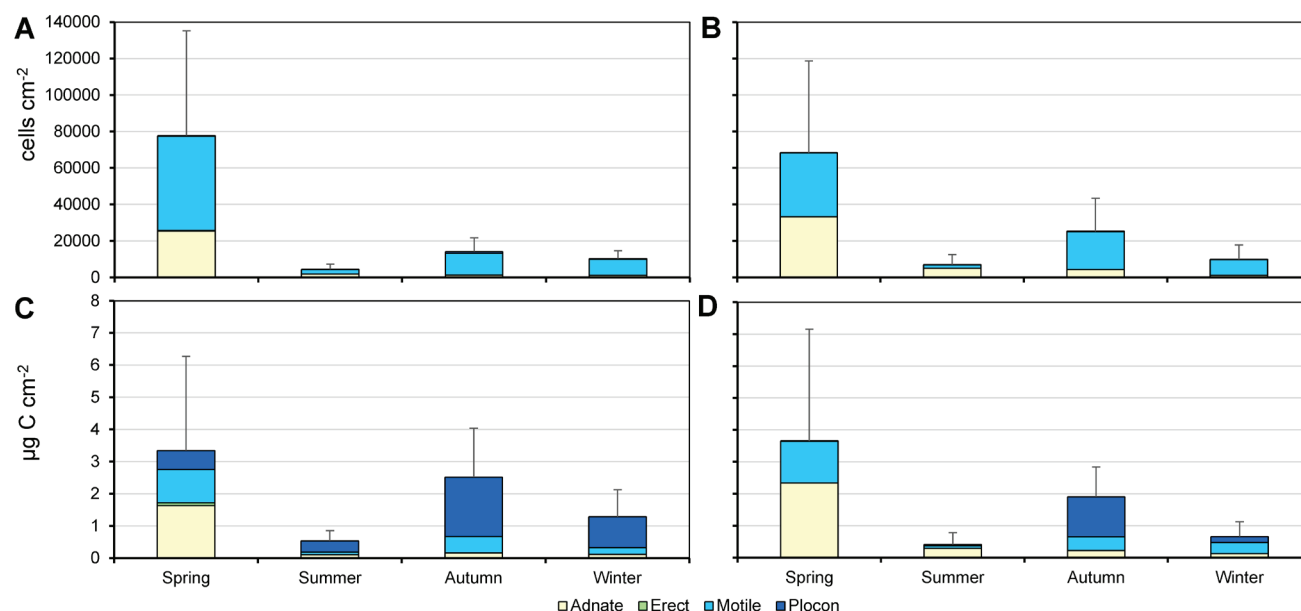 A
B
140000
120000
100000
80000
60000
40000
20000
0
cells cm-2
C
D
8
7
6
5
4
3
2
1
0
µg C cm-2
Spring Summer Autumn Winter
Spring Summer Autumn Winter
Adnate Erect Motile Plocon